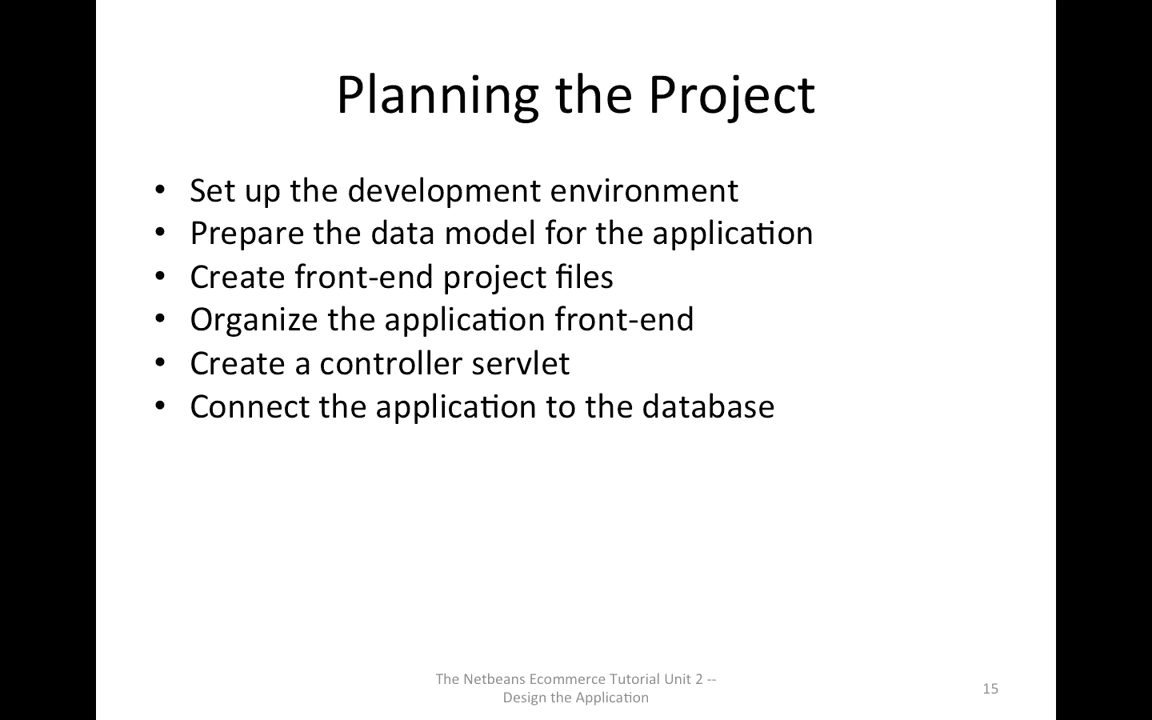 Planning the Project
• Set up the development environment
• Prepare the data model for the application
• Create front-end project files
• Organize the application front-end
• Create a controller servlet
• Connect the application to the database
The Netbeans Ecommerce Tutorial Unit 2 --
Design the Application
15